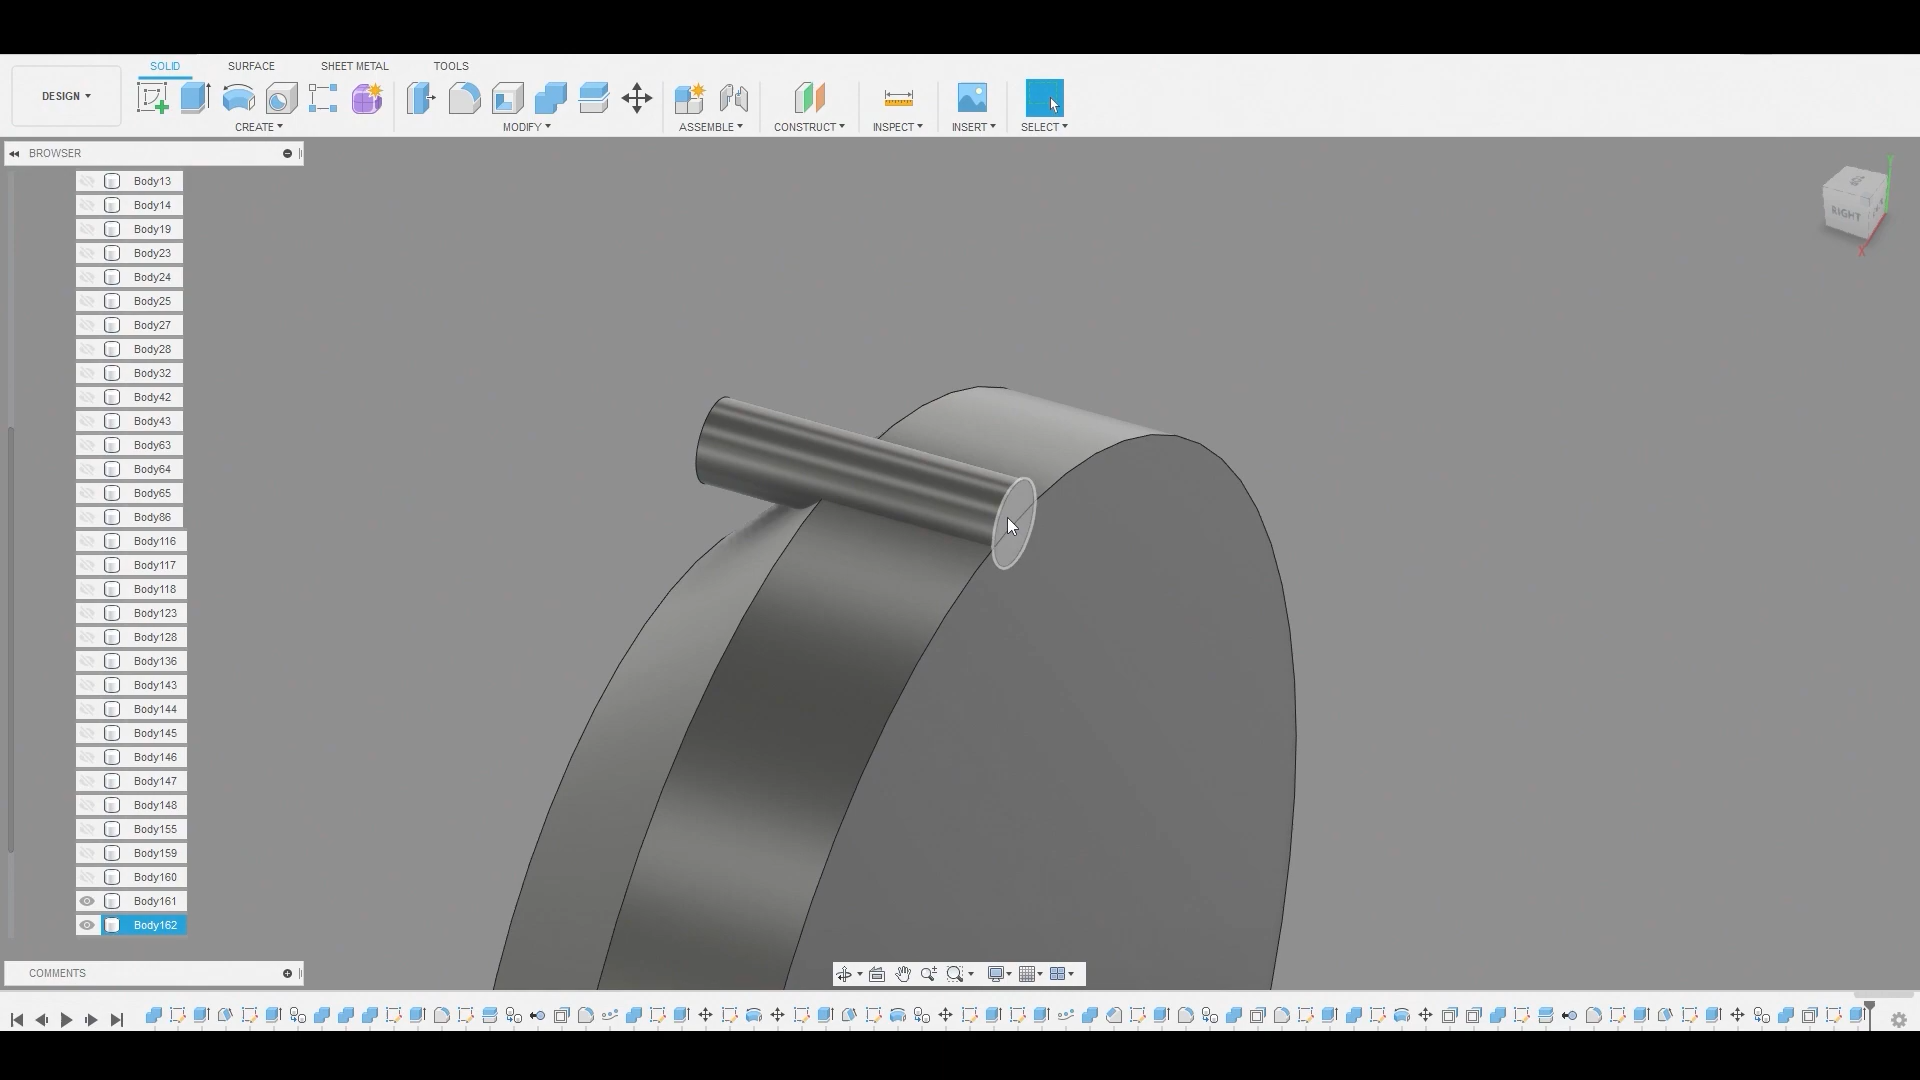 SOLID SURFACE SHEET METAL TOOLS
DESIGN
CREATE MODIFY ASSEMBLE CONSTRUCT INSPECT INSERT SELECT
BROWSER
Body13
Body14
Body19
Body23
Body24
Body25
Body27
Body28
Body32
Body42
Body43
Body63
Body64
Body65
Body86
Body116
Body117
Body118
Body123
Body128
Body136
Body143
Body144
Body145
Body146
Body147
Body148
Body155
Body159
Body160
Body161
Body162
COMMENTS
Y
RIGHT
X